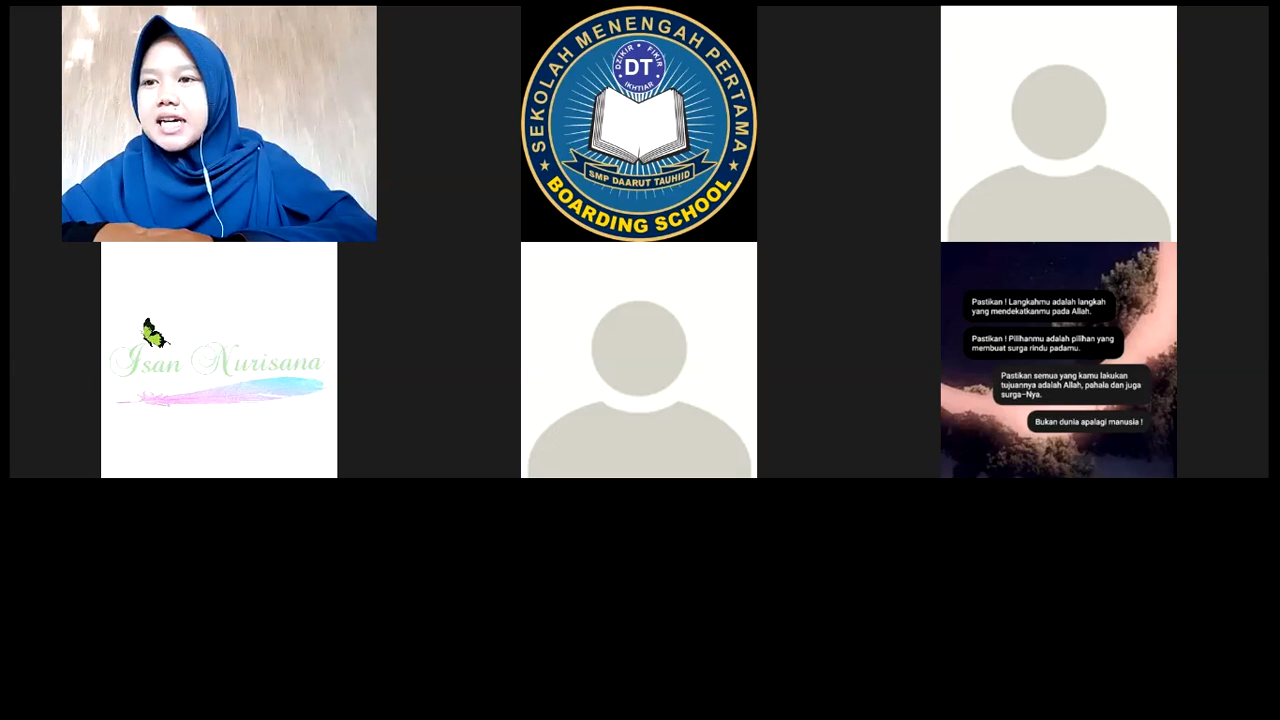 SEKOLAH MENENGAH PERTAMA
DZIKIR • FIKIR
DT
IKHTIAR
SMP DAARUT TAUHIID
BOARDING SCHOOL
Isan Nurisana
Pastikan ! Langkahmu adalah langkah
yang mendekatkanmu pada Allah.
Pastikan ! Pilihanmu adalah pilihan yang
membuat surga rindu padamu.
Pastikan semua yang kamu lakukan
tujuannya adalah Allah, pahala dan juga
surga-Nya.
Bukan dunia apalagi manusia !